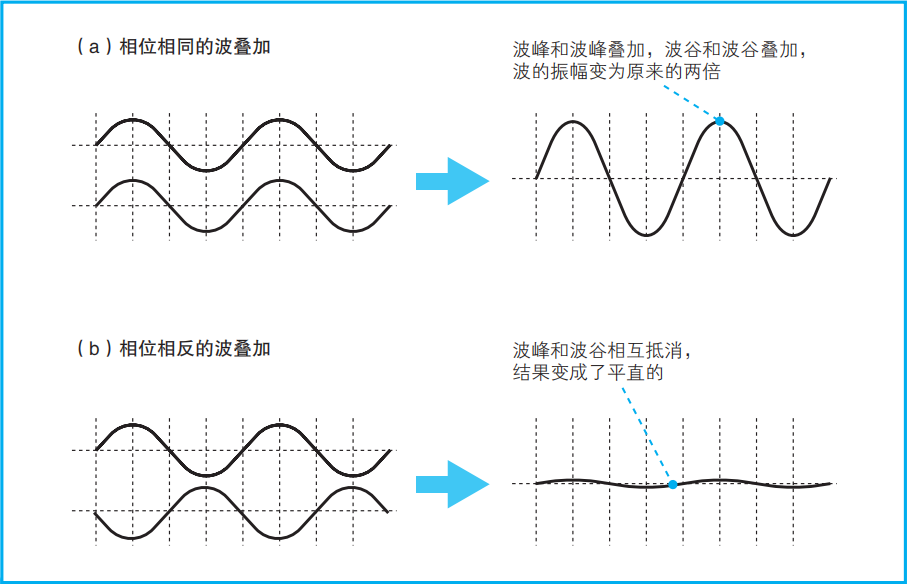 （a）相位相同的波叠加
波峰和波峰叠加，波谷和波谷叠加，
波的振幅变为原来的两倍
（b）相位相反的波叠加
波峰和波谷相互抵消，
结果变成了平直的